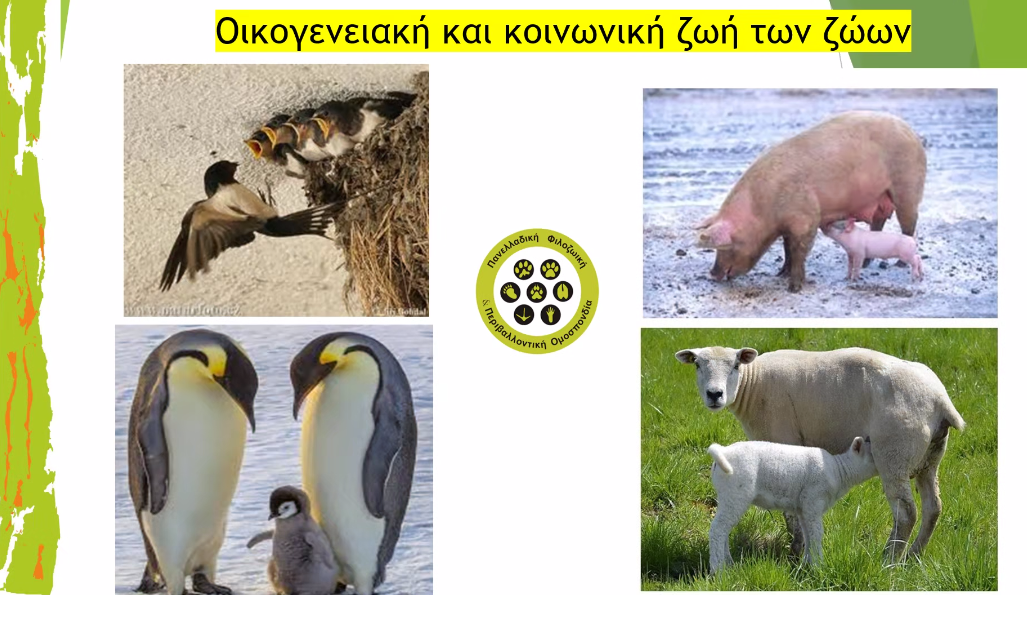 Οικογενειακή και κοινωνική ζωή των ζώων
Πανελλαδική Φιλοζωική
& Περιβαλλοντική Ομοσπονδία